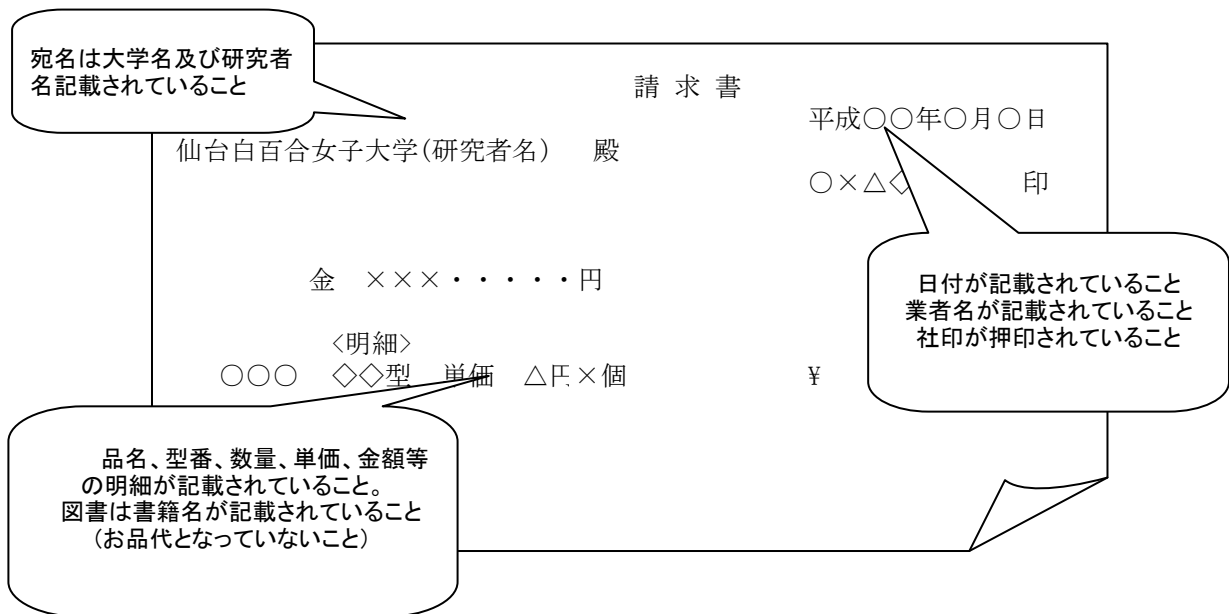 宛名は大学名及び研究者
名記載されていること
請 求 書
平成○○年○月○日
仙台白百合女子大学(研究者名)　殿
○×△◇　印
金　×××・・・・・円
<明細>
○○○　◇◇型　単価　△円×個　¥
日付が記載されていること
業者名が記載されていること
社印が押印されていること
品名、型番、数量、単価、金額等
の明細が記載されていること。
図書は書籍名が記載されていること
(お品代となっていないこと)